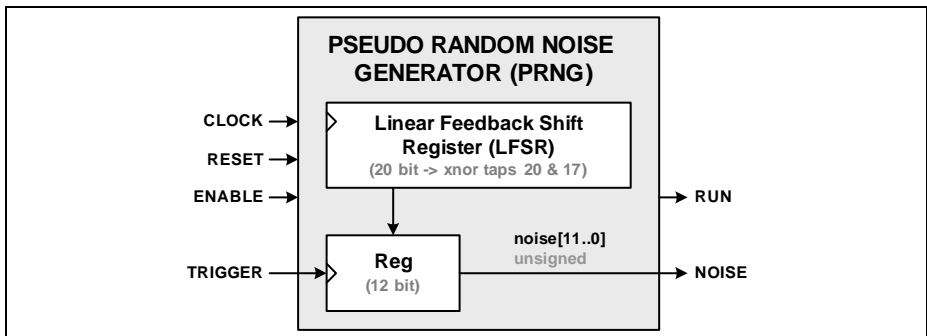 PSEUDO RANDOM NOISE
GENERATOR (PRNG)
CLOCK
RESET
ENABLE
Linear Feedback Shift
Register (LFSR)
(20 bit -> xnor taps 20 & 17)
RUN
TRIGGER
Reg
(12 bit)
noise[11..0]
unsigned
NOISE